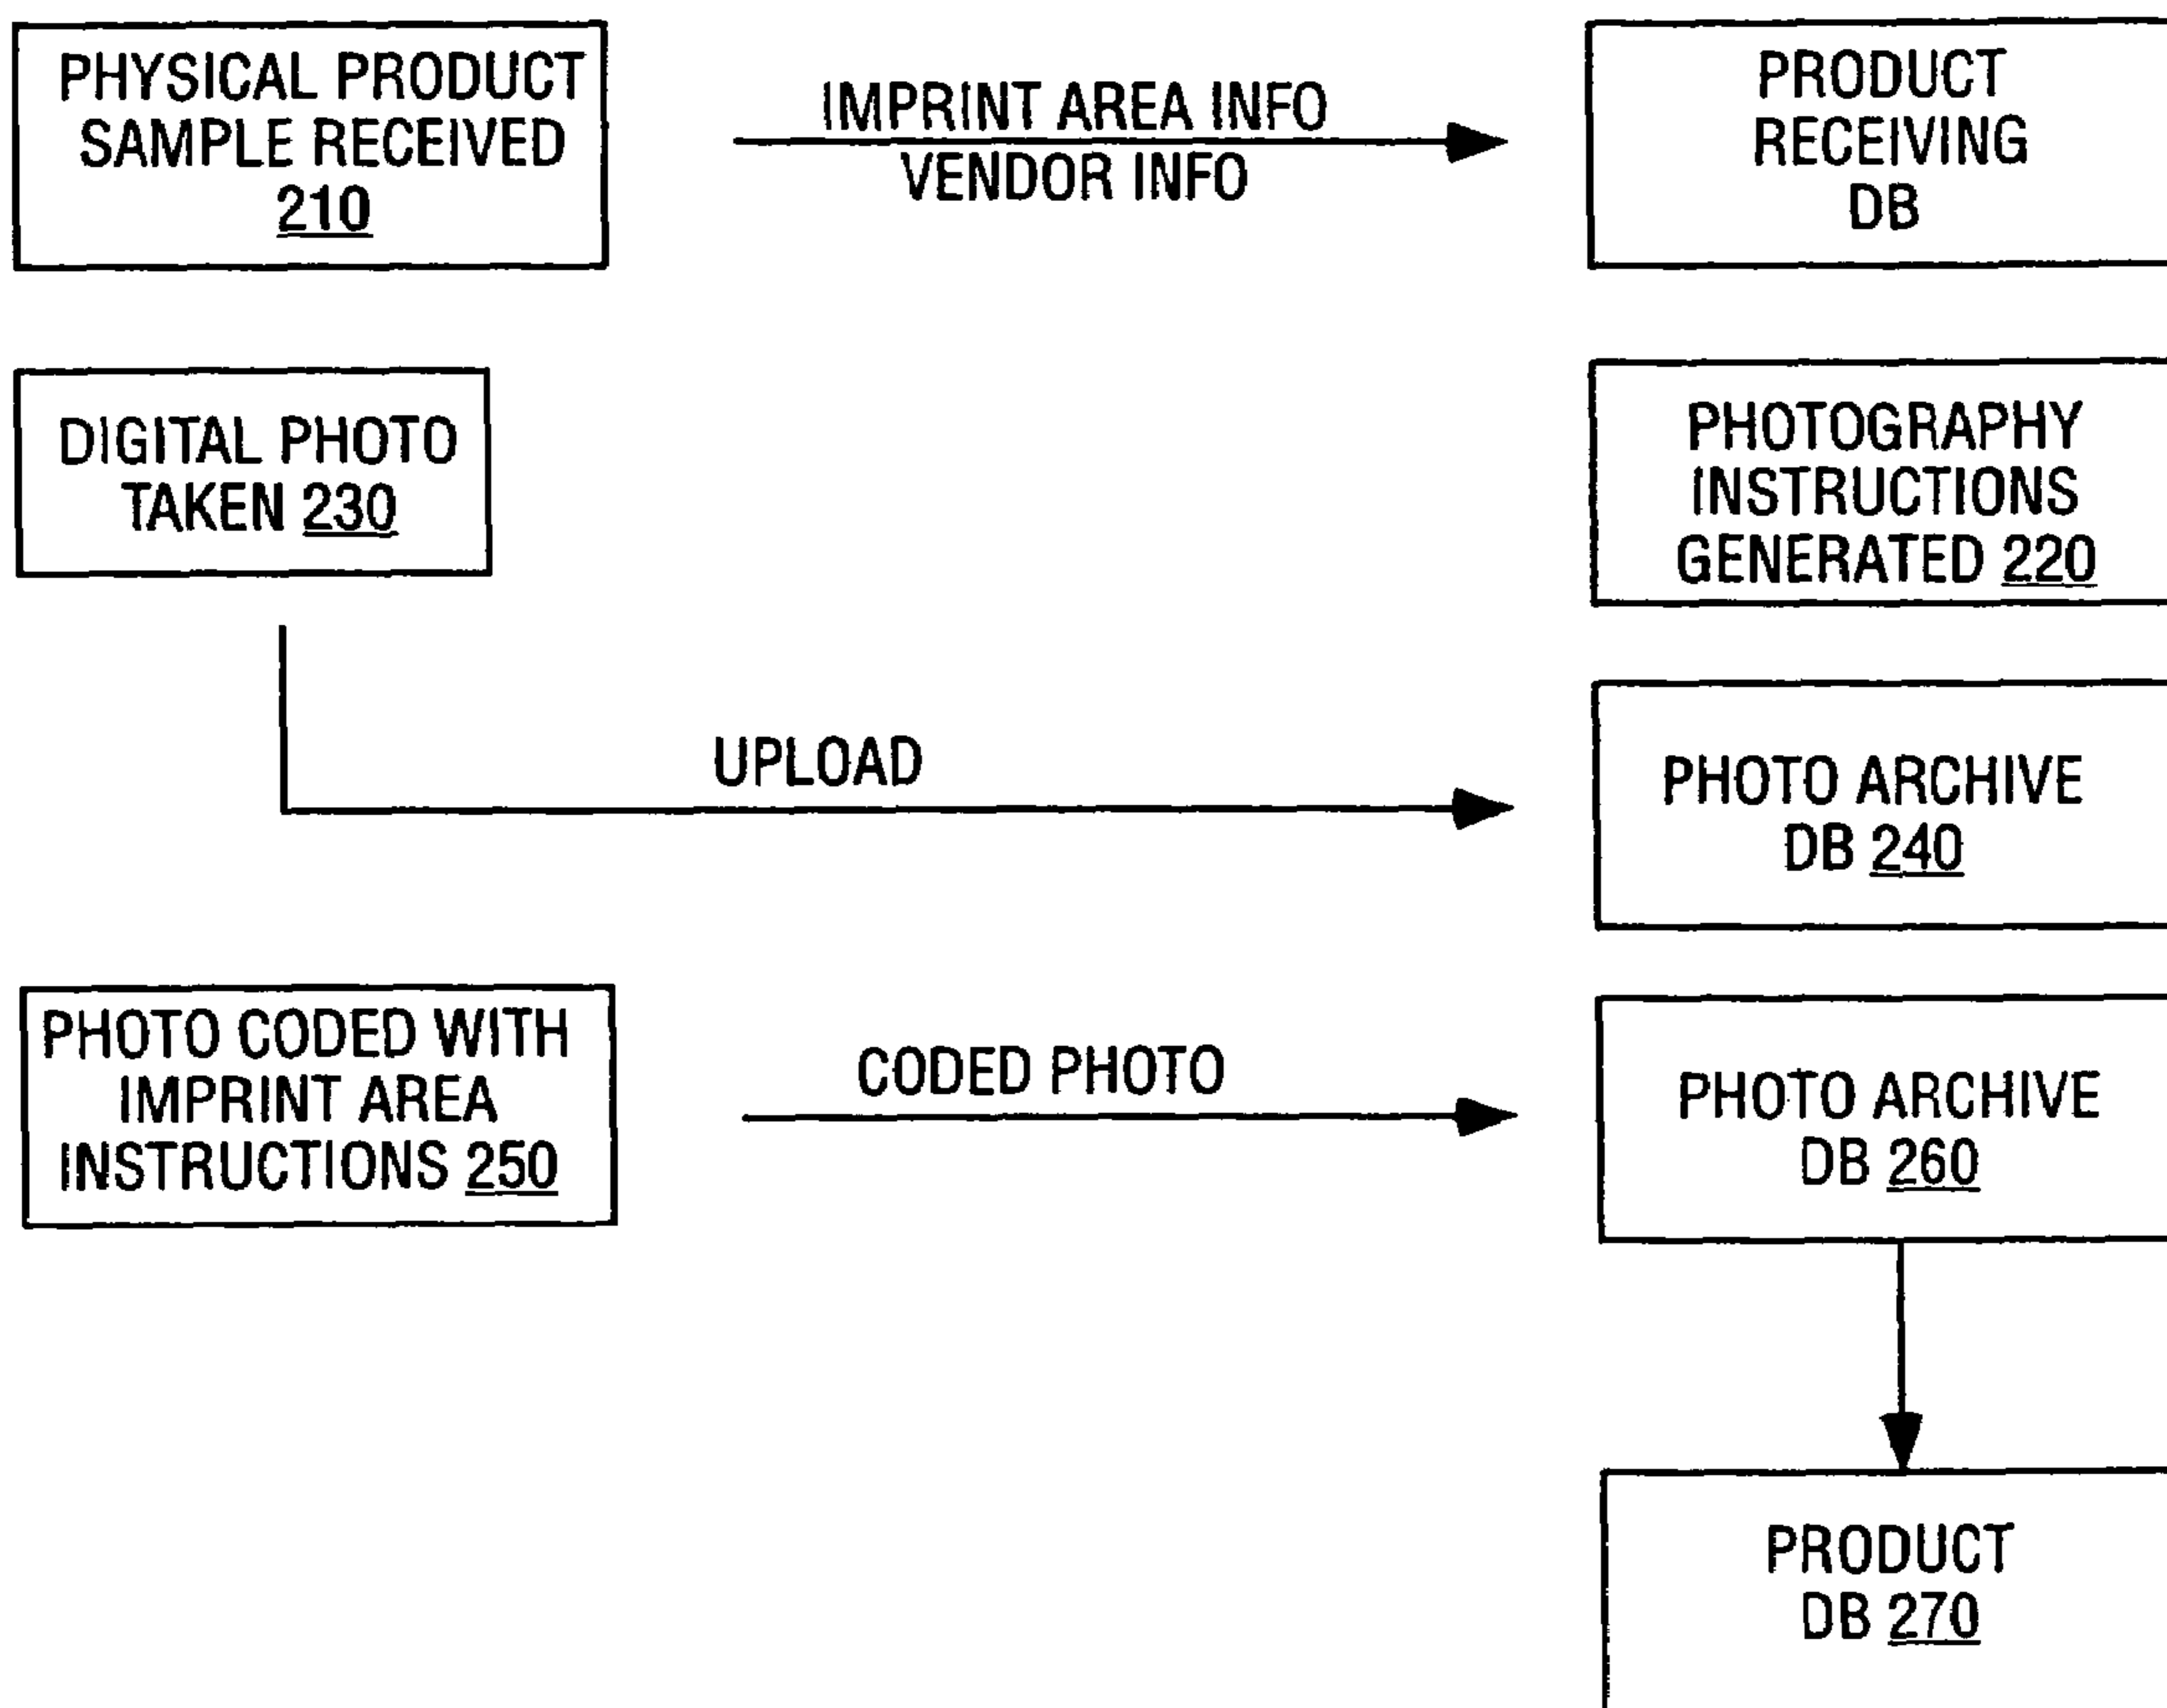 PHYSICAL PRODUCT
SAMPLE RECEIVED
210
IMPRINT AREA INFO
VENDOR INFO
PRODUCT
RECEIVING
DB
DIGITAL PHOTO
TAKEN 230
PHOTOGRAPHY
INSTRUCTIONS
GENERATED 220
UPLOAD
PHOTO ARCHIVE
DB 240
PHOTO CODED WITH
IMPRINT AREA
INSTRUCTIONS 250
CODED PHOTO
PHOTO ARCHIVE
DB 260
PRODUCT
DB 270